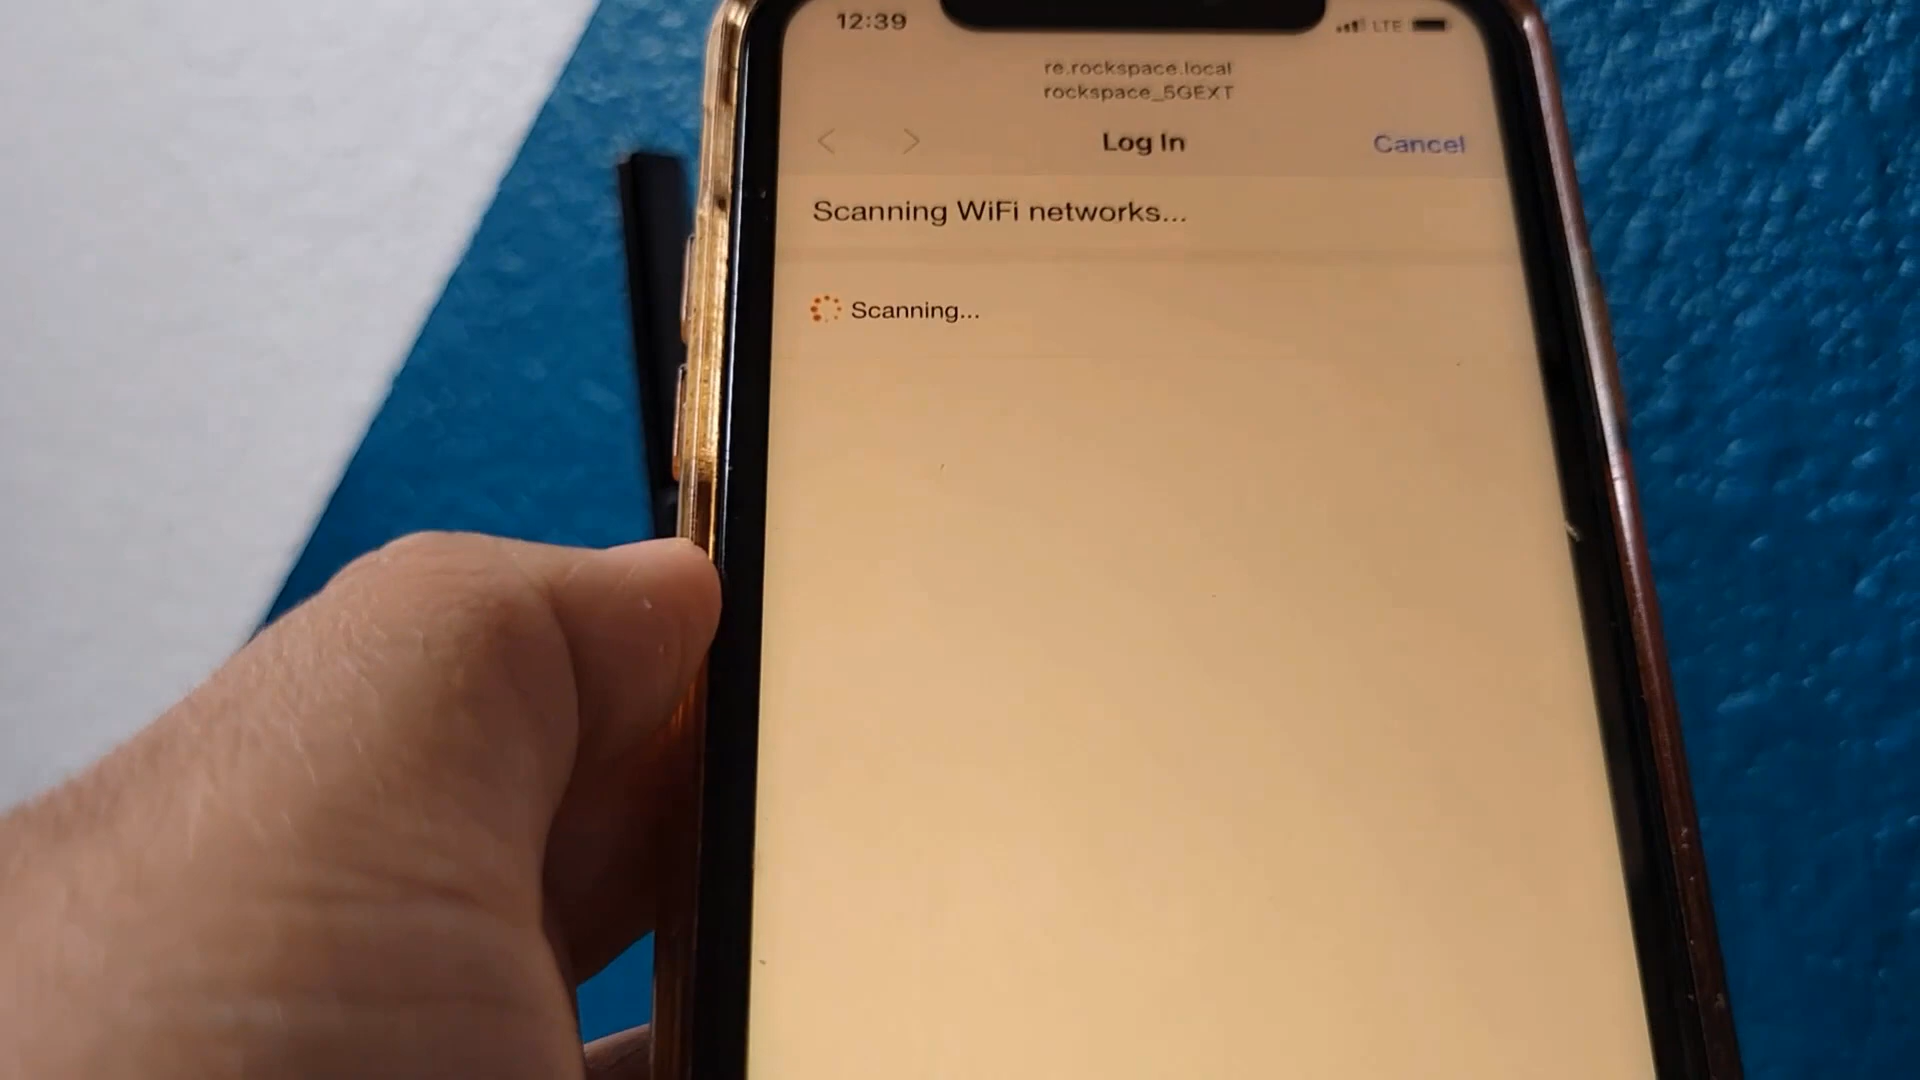 12:39
LTE
re.rockspace.local
rockspace_5GEXT
< >
Log In
Cancel
Scanning WiFi networks...
Scanning...